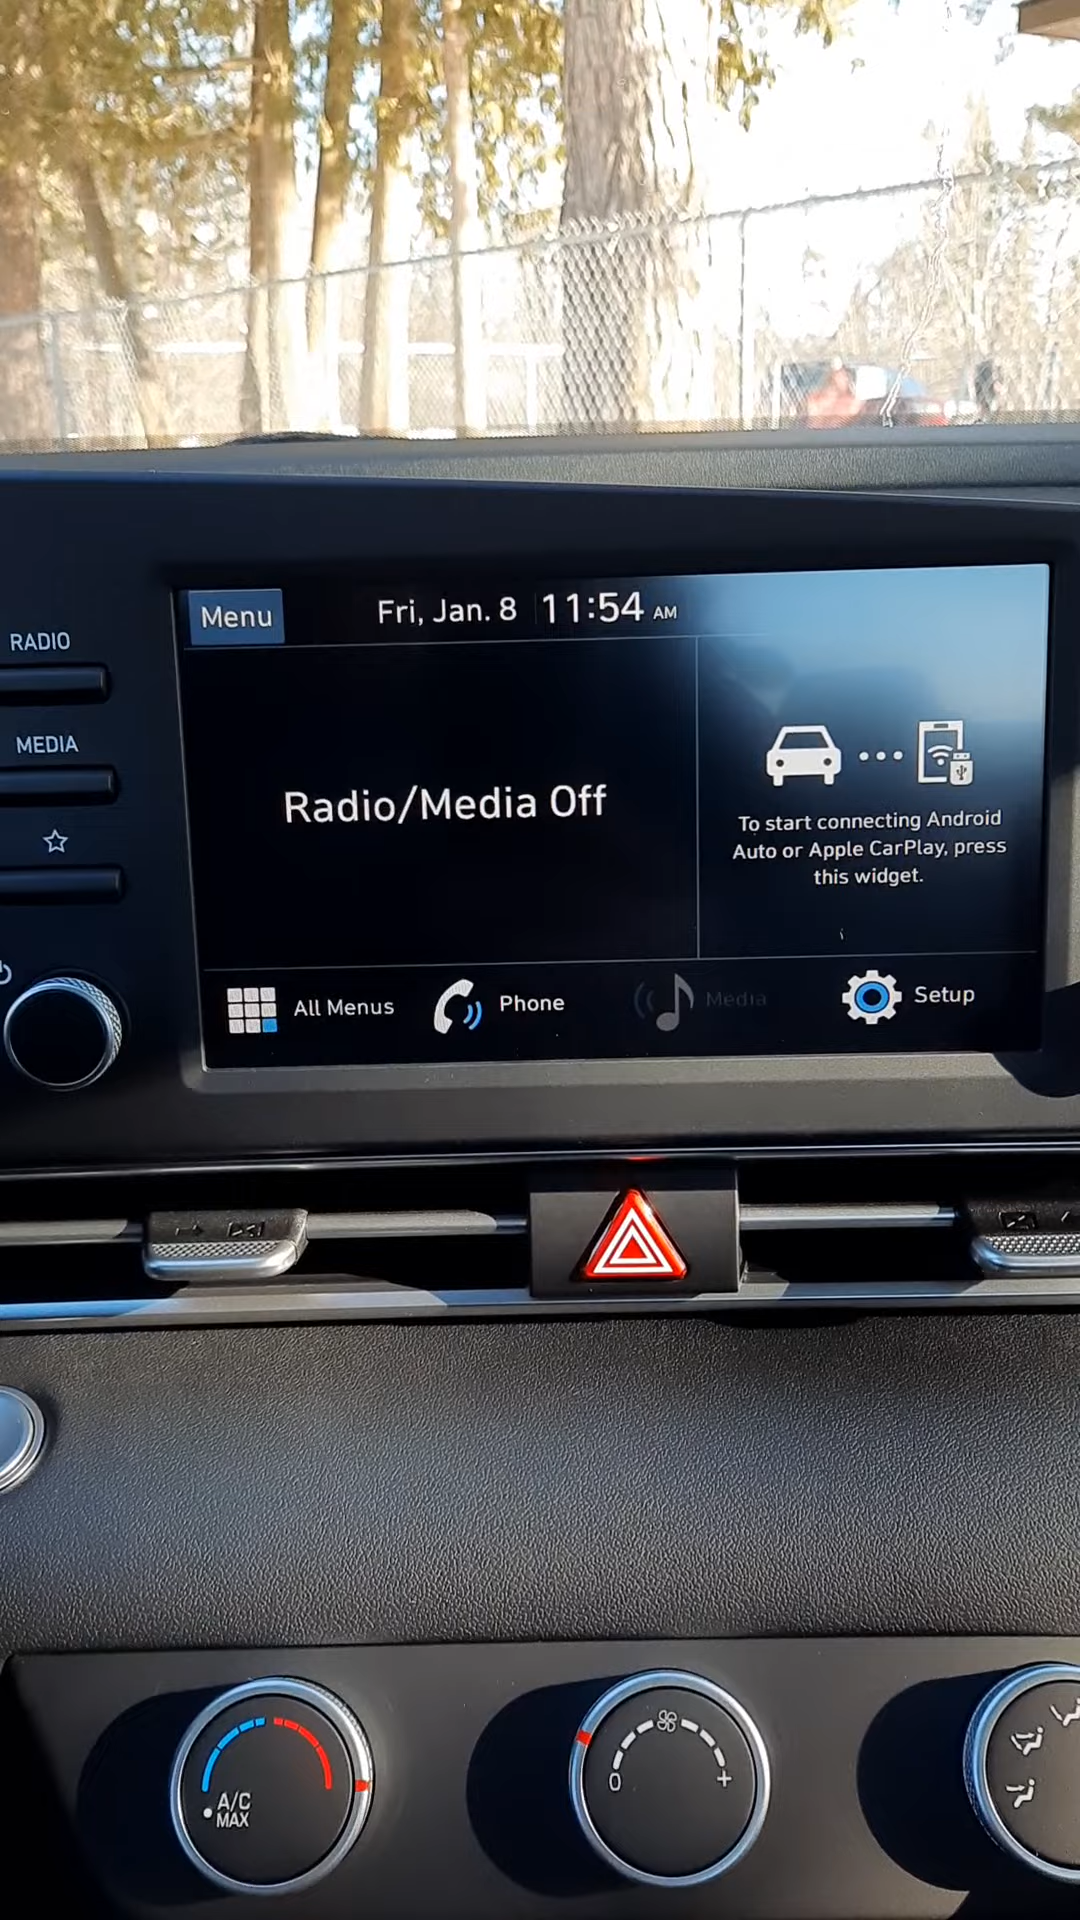 Menu
Fri, Jan. 8 11:54 AM
RADIO
MEDIA
Radio/Media Off
To start connecting Android
Auto or Apple CarPlay, press
this widget.
All Menus
Phone
Media
Setup
A/C
MAX
0
+